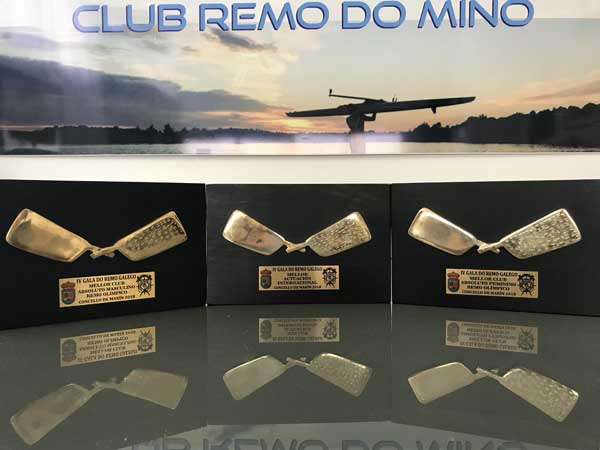 CLUB REMO DO MIÑO
IV GALA DO REMO GALEGO
MELLOR CLUB
ABSOLUTO MASCULINO
REMO OLÍMPICO
CONCELLO DE MARÍN 2018
IV GALA DO REMO GALEGO
MELLOR
ACTUACIÓN
INTERNACIONAL
CONCELLO DE MARÍN 2018
IV GALA DO REMO GALEGO
MELLOR CLUB
ABSOLUTO FEMININO
REMO OLÍMPICO
CONCELLO DE MARÍN 2018